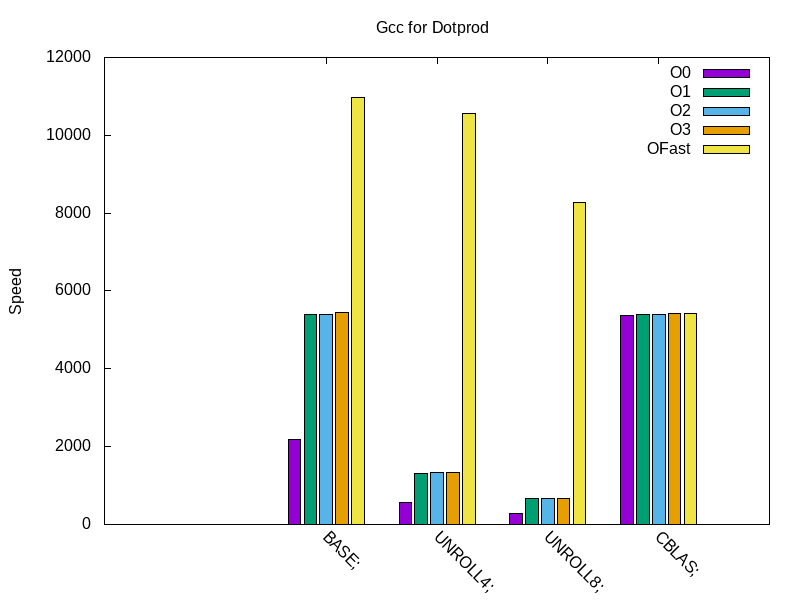 Gcc for Dotprod
12000
10000
8000
6000
4000
2000
0
Speed
O0
O1
O2
O3
OFast
BASE;
UNROLL4;
UNROLL8;
CBLAS;